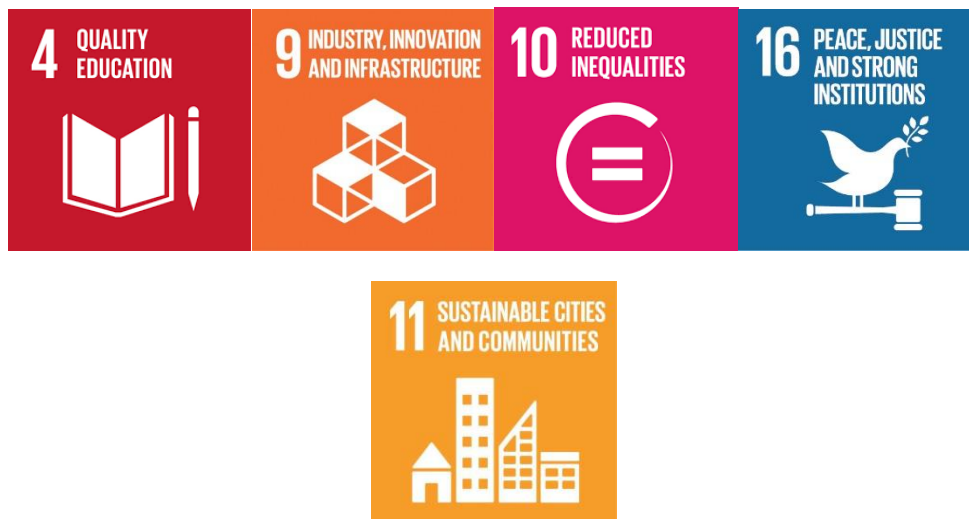 4 QUALITY
EDUCATION
9 INDUSTRY, INNOVATION
AND INFRASTRUCTURE
10 REDUCED
INEQUALITIES
16 PEACE, JUSTICE
AND STRONG
INSTITUTIONS
11 SUSTAINABLE CITIES
AND COMMUNITIES